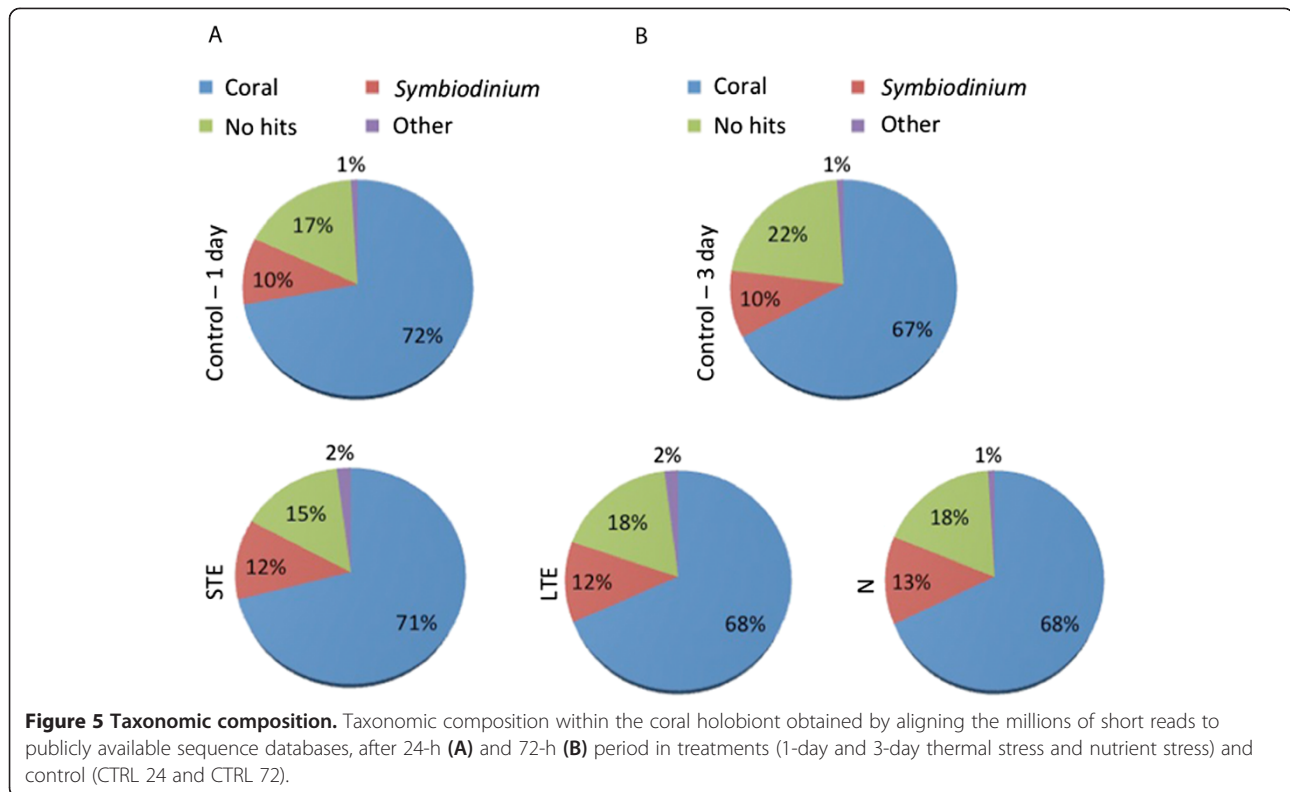 A
B
Coral
Symbiodinium
No hits
Other
Coral
Symbiodinium
No hits
Other
Control – 1 day
1%
17%
10%
72%
Control – 3 day
1%
22%
10%
67%
STE
2%
15%
12%
71%
LTE
2%
18%
12%
68%
N
1%
18%
13%
68%
Figure 5 Taxonomic composition. Taxonomic composition within the coral holobiont obtained by aligning the millions of short reads to
publicly available sequence databases, after 24-h (A) and 72-h (B) period in treatments (1-day and 3-day thermal stress and nutrient stress) and
control (CTRL 24 and CTRL 72).